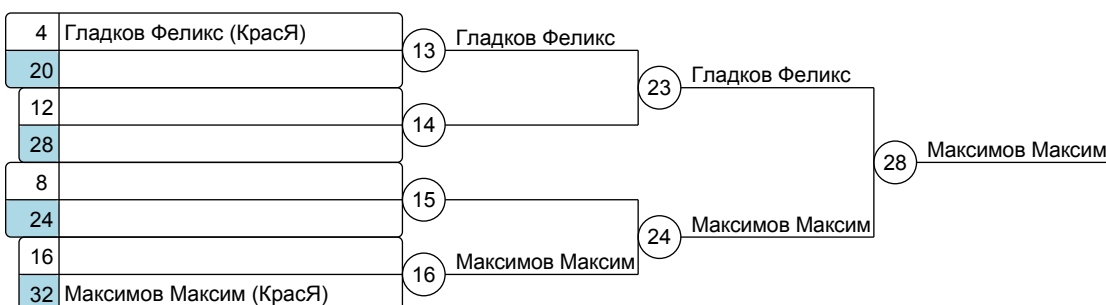 4 Гладков Феликс (КрасЯ)
20
12
28
8
24
16
32 Максимов Максим (КрасЯ)
13 Гладков Феликс
14
15
16 Максимов Максим
23 Гладков Феликс
24 Максимов Максим
28 Максимов Максим